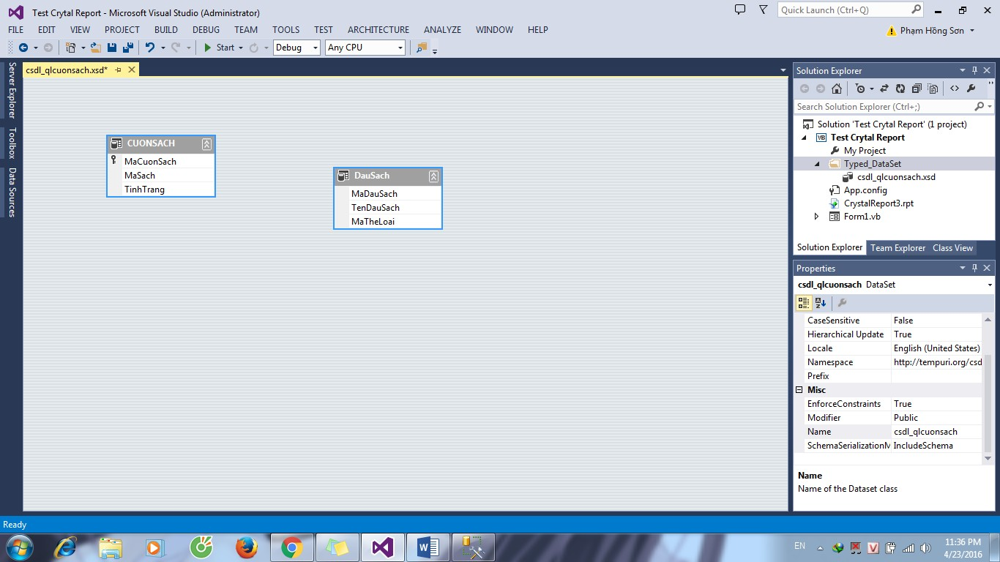 Test Crytal Report - Microsoft Visual Studio (Administrator)
Quick Launch (Ctrl+Q)
FILE EDIT VIEW PROJECT BUILD DEBUG TEAM TOOLS TEST ARCHITECTURE ANALYZE WINDOW HELP
Phạm Hồng Sơn
Start
Debug
Any CPU
Server Explorer
Toolbox
Data Sources
csdl_qlcuonsach.xsd*
CUONSACH
MaCuonSach
MaSach
TinhTrang
DauSach
MaDauSach
TenDauSach
MaTheLoai
Solution Explorer
Search Solution Explorer (Ctrl+;)
Solution 'Test Crytal Report' (1 project)
VB Test Crytal Report
My Project
Typed_DataSet
csdl_qlcuonsach.xsd
App.config
CrystalReport3.rpt
Form1.vb
Solution Explorer Team Explorer Class View
Properties
csdl_qlcuonsach DataSet
CaseSensitive False
Hierarchical Update True
Locale English (United States)
Namespace http://tempuri.org/csd
Prefix
Misc
EnforceConstraints True
Modifier Public
Name csdl_qlcuonsach
SchemaSerializationM IncludeSchema
Name
Name of the Dataset class
Ready
EN
11:36 PM
4/23/2016